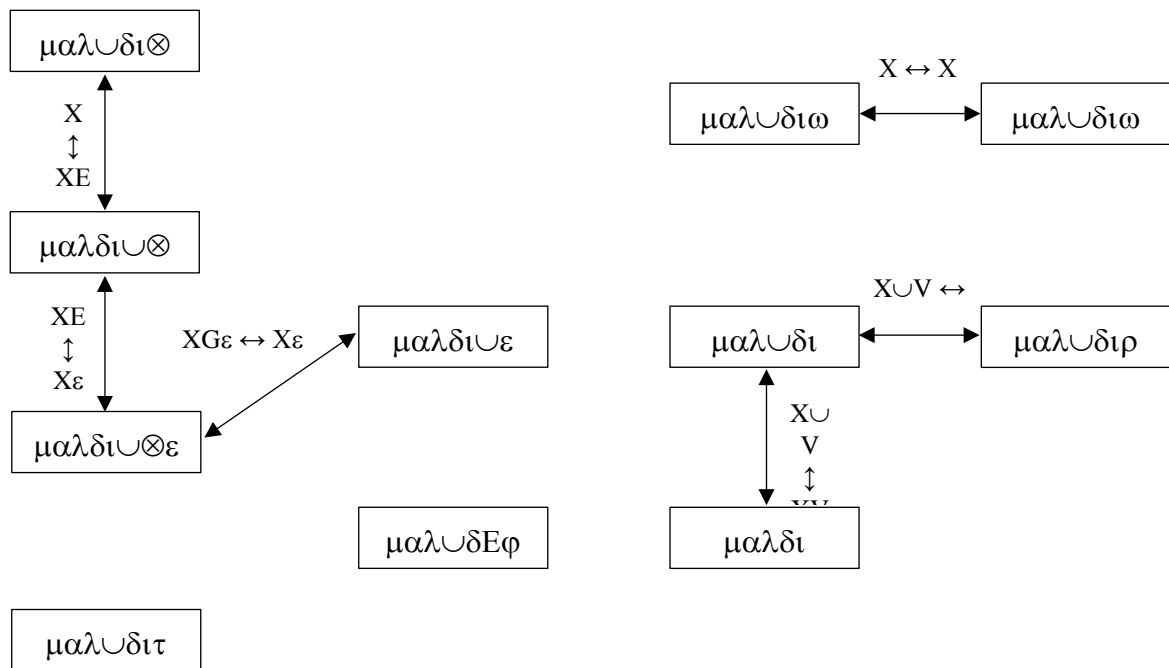 μαλ∪δι⊗
X
↕
XE
μαλδι∪⊗
XE
↕
Xε
XGε ↔ Xε
μαλδι∪ε
μαλδι∪⊗ε
μαλ∪δEφ
μαλ∪διτ
X ↔ X
μαλ∪διω
μαλ∪διω
X∪V ↔
μαλ∪δι
μαλ∪διρ
X∪
V
↕
μαλδι